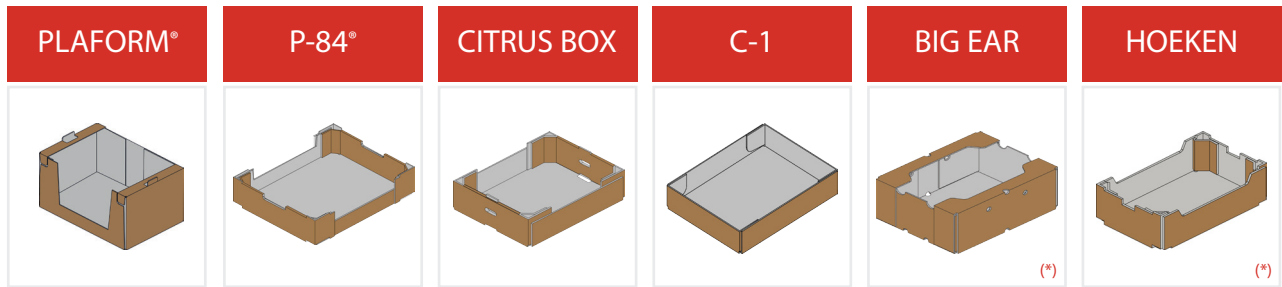 PLAFORM®
P-84®
CITRUS BOX
C-1
BIG EAR
HOEKEN
(*)
(*)